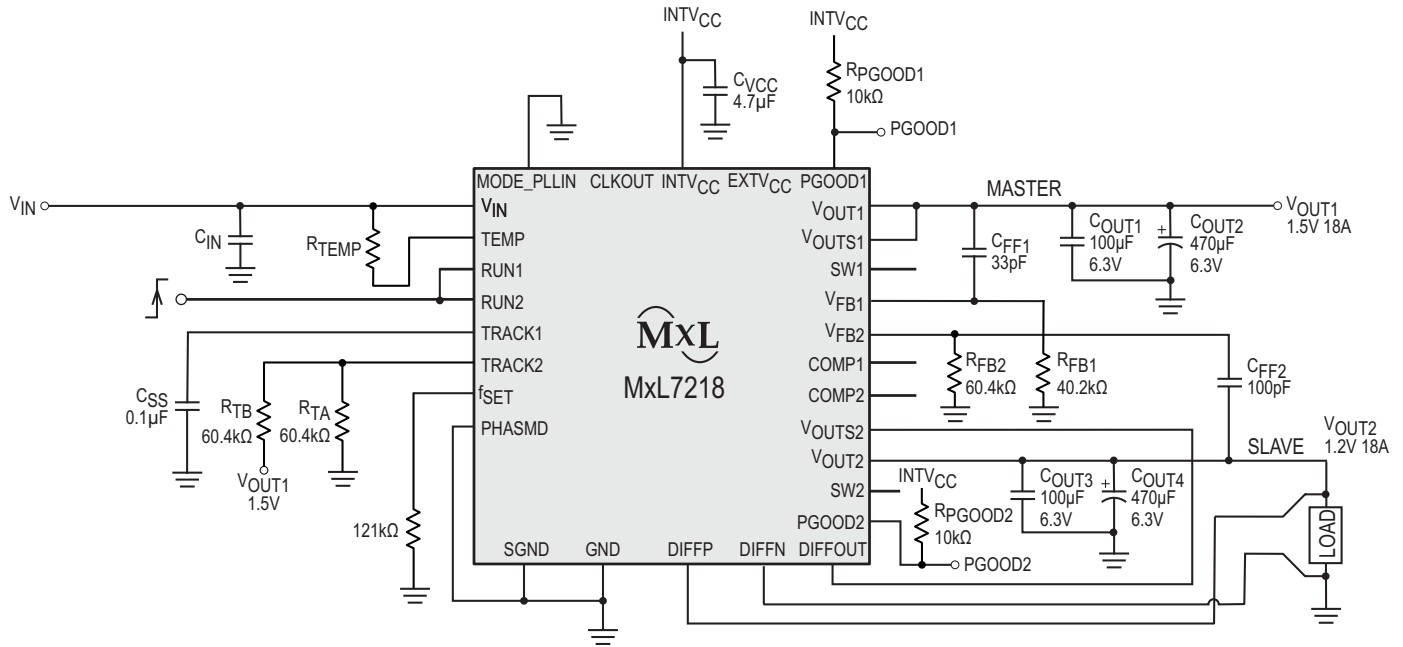 INTVCC
INTVCC
CVCC
4.7µF
RPGOOD1
10kΩ
PGOOD1
MODE_PLLIN CLKOUT INTVCC EXTVCC PGOOD1
VIN
CIN
RTEMP
VIN
TEMP
RUN1
RUN2
TRACK1
TRACK2
fSET
PHASMD
CSS
0.1µF
RTB
60.4kΩ
RTA
60.4kΩ
VOUT1
1.5V
121kΩ
MxL
MxL7218
SGND GND DIFFP DIFFN DIFFOUT
VOUT1
VOUTS1
SW1
VFB1
VFB2
COMP1
COMP2
VOUTS2
VOUT2
SW2
PGOOD2
MASTER
CFF1
33pF
COUT1
100µF
6.3V
+
COUT2
470µF
6.3V
VOUT1
1.5V 18A
RFB2
60.4kΩ
RFB1
40.2kΩ
CFF2
100pF
SLAVE
VOUT2
1.2V 18A
INTVCC
RPGOOD2
10kΩ
PGOOD2
COUT3
100µF
6.3V
+
COUT4
470µF
6.3V
LOAD